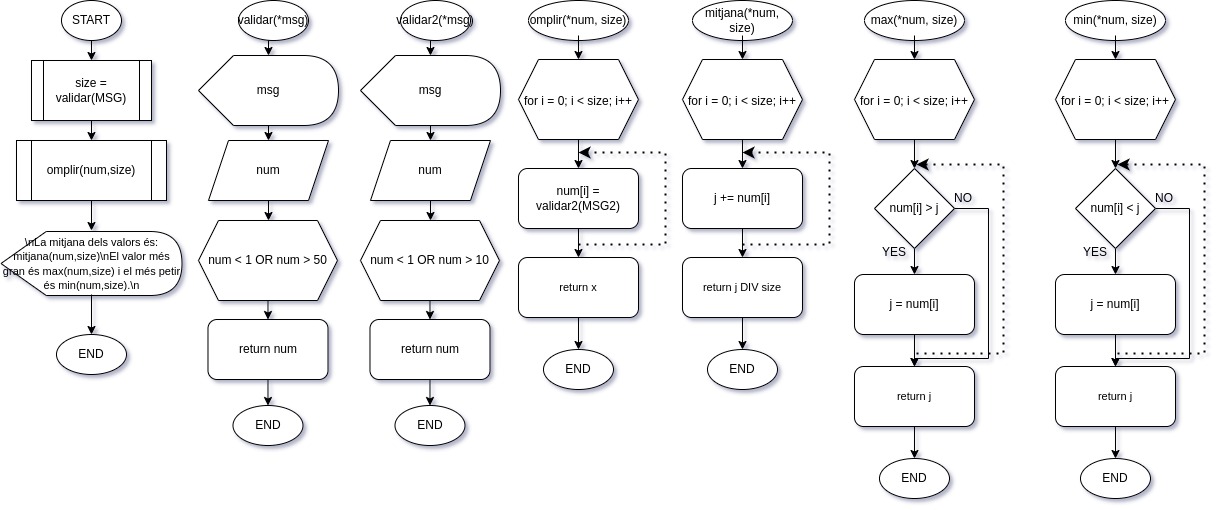 START
size =
validar(MSG)
omplir(num,size)
\nLa mitjana dels valors és:
mitjana(num,size)\nEl valor més
gran és max(num,size) i el més petir
és min(num,size).\n
END
validar(*msg)
msg
num
num < 1 OR num > 50
return num
END
validar2(*msg)
msg
num
num < 1 OR num > 10
return num
END
omplir(*num, size)
for i = 0; i < size; i++
num[i] =
validar2(MSG2)
return x
END
mitjana(*num,
size)
for i = 0; i < size; i++
j += num[i]
return j DIV size
END
max(*num, size)
for i = 0; i < size; i++
num[i] > j
NO
YES
j = num[i]
return j
END
min(*num, size)
for i = 0; i < size; i++
num[i] < j
NO
YES
j = num[i]
return j
END